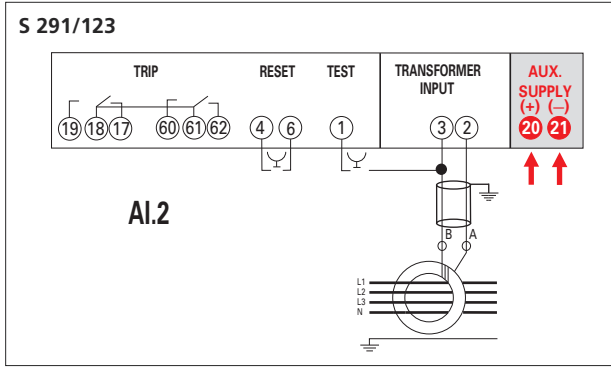 S 291/123
TRIP RESET TEST TRANSFORMER INPUT AUX. SUPPLY
(+) (—)
19 18 17 60 61 62 4 6 1 3 2 20 21
AI.2
B A
L1
L2
L3
N